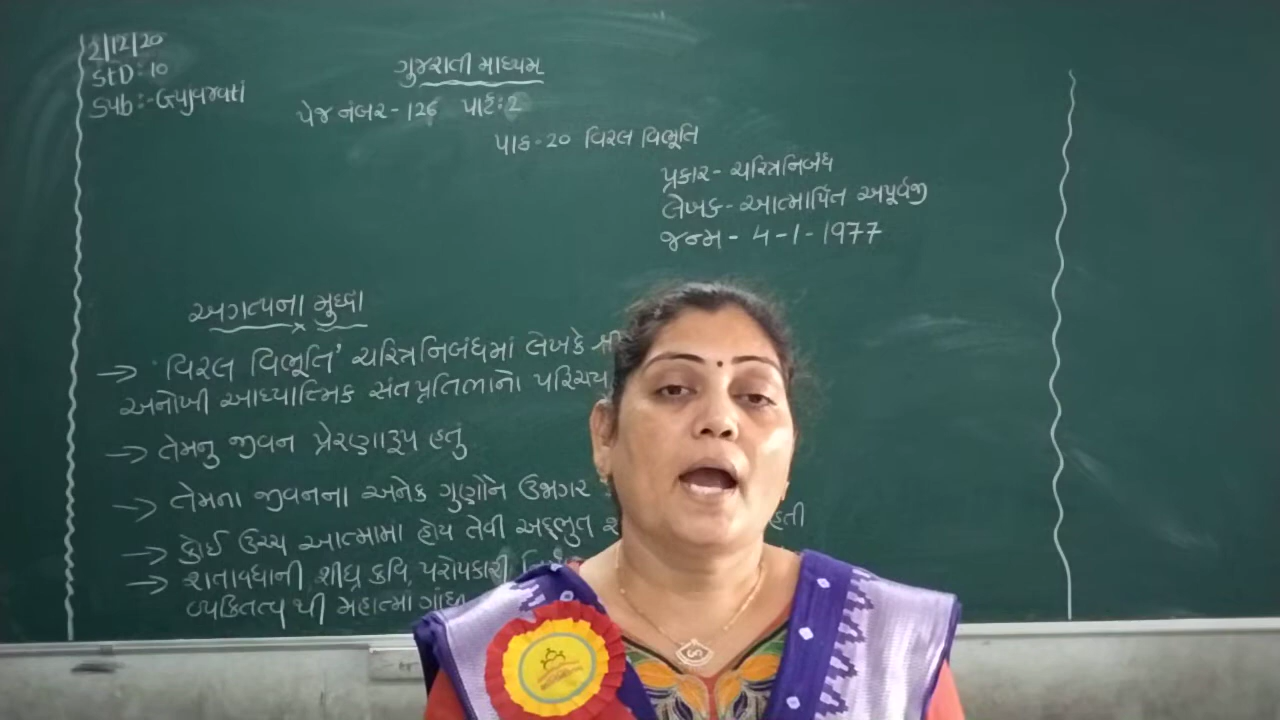 2/12/20
Std: 10
Sub:- Gujarati
ગુજરાતી માધ્યમ
પેજ નંબર - 126 પાર્ટ: 2
પાઠ - 20 વિરલ વિભૂતિ
પ્રકાર - ચરિત્રનિબંધ
લેખક - આત્માર્પિત અપૂર્વજી
જન્મ - 4 - 1 - 1977
અગત્યના મુદ્દા
→ 'વિરલ વિભૂતિ' ચરિત્રનિબંધમાં લેખકે શ્રી
અનોખી આધ્યાત્મિક સંતપ્રતિભાનો પરિચય
→ તેમનુ જીવન પ્રેરણારૂપ હતું
→ તેમના જીવનના અનેક ગુણોને ઉજાગર
→ કોઈ ઉચ્ચ આત્મામા હોય તેવી અદ્દભુત હતી
→ શતાવધાની શીઘ્ર કવિ, પરોપકારી
વ્યકિતત્વ થી મહાત્મા ગાંધી